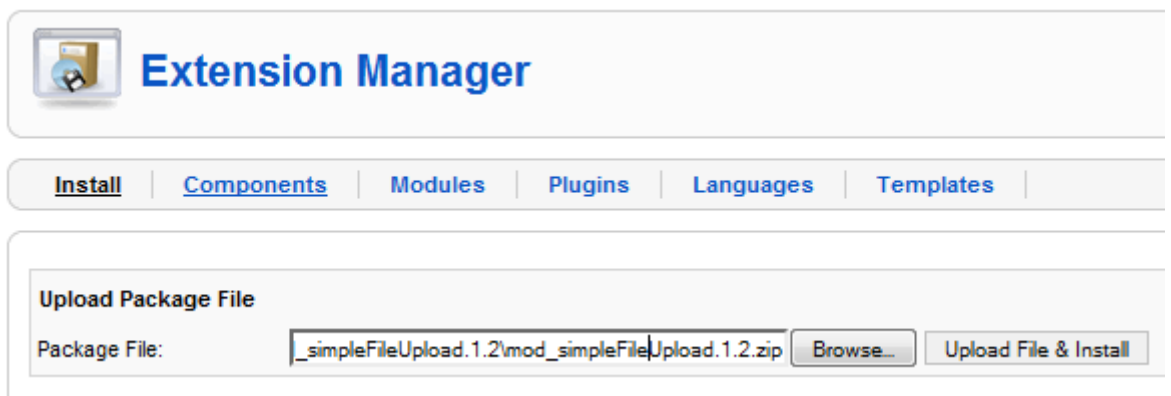 Extension Manager
Install Components Modules Plugins Languages Templates
Upload Package File
Package File: _simpleFileUpload.1.2\mod_simpleFileUpload.1.2.zip Browse... Upload File & Install